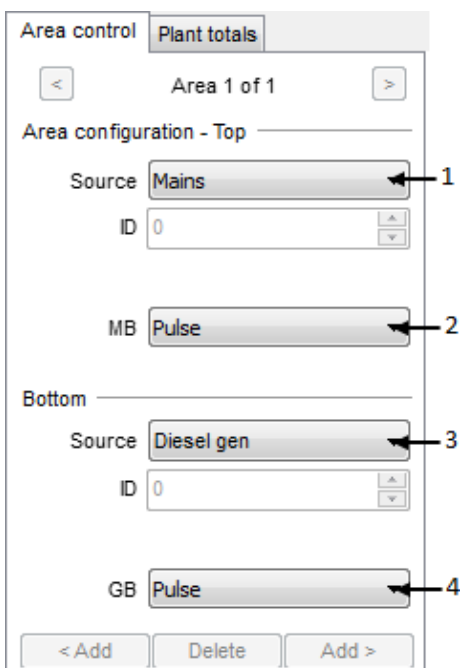 Area control Plant totals
< Area 1 of 1 >
Area configuration - Top
Source Mains 1
ID 0
MB Pulse 2
Bottom
Source Diesel gen 3
ID 0
GB Pulse 4
< Add Delete Add >